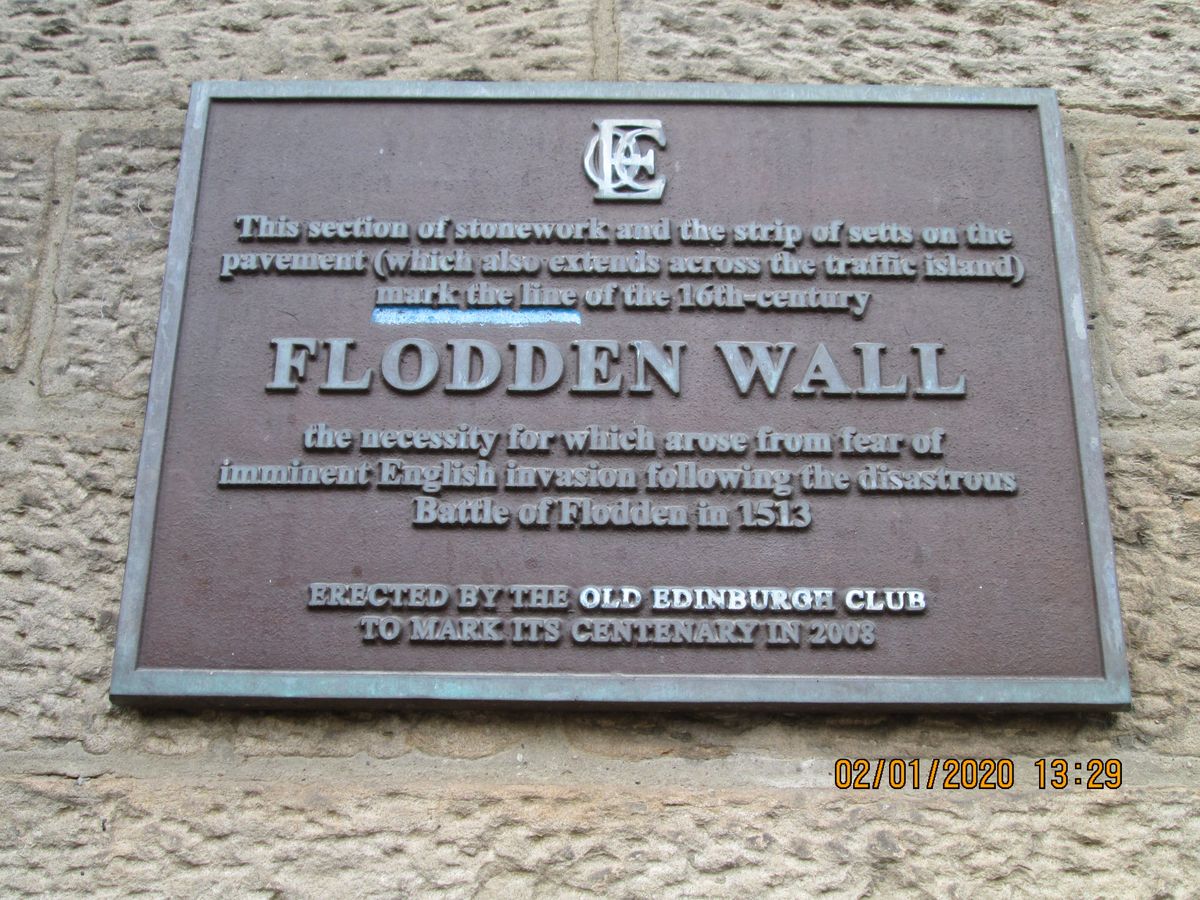 This section of stonework and the strip of setts on the
pavement (which also extends across the traffic island)
mark the line of the 16th-century
FLODDEN WALL
the necessity for which arose from fear of
imminent English invasion following the disastrous
Battle of Flodden in 1513
ERECTED BY THE OLD EDINBURGH CLUB
TO MARK ITS CENTENARY IN 2008
02/01/2020 13:29